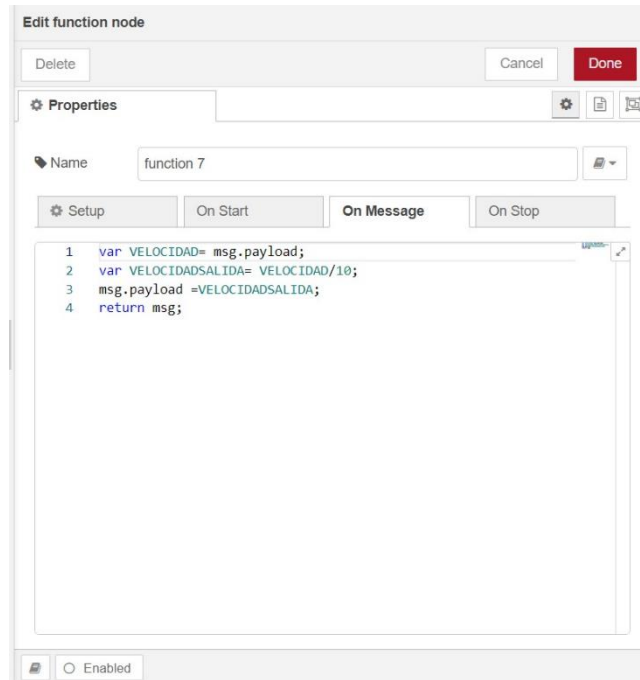 Edit function node
Delete Cancel Done
Properties
Name function 7
Setup On Start On Message On Stop
1 var VELOCIDAD= msg.payload;
2 var VELOCIDADSALIDA= VELOCIDAD/10;
3 msg.payload =VELOCIDADSALIDA;
4 return msg;
Enabled